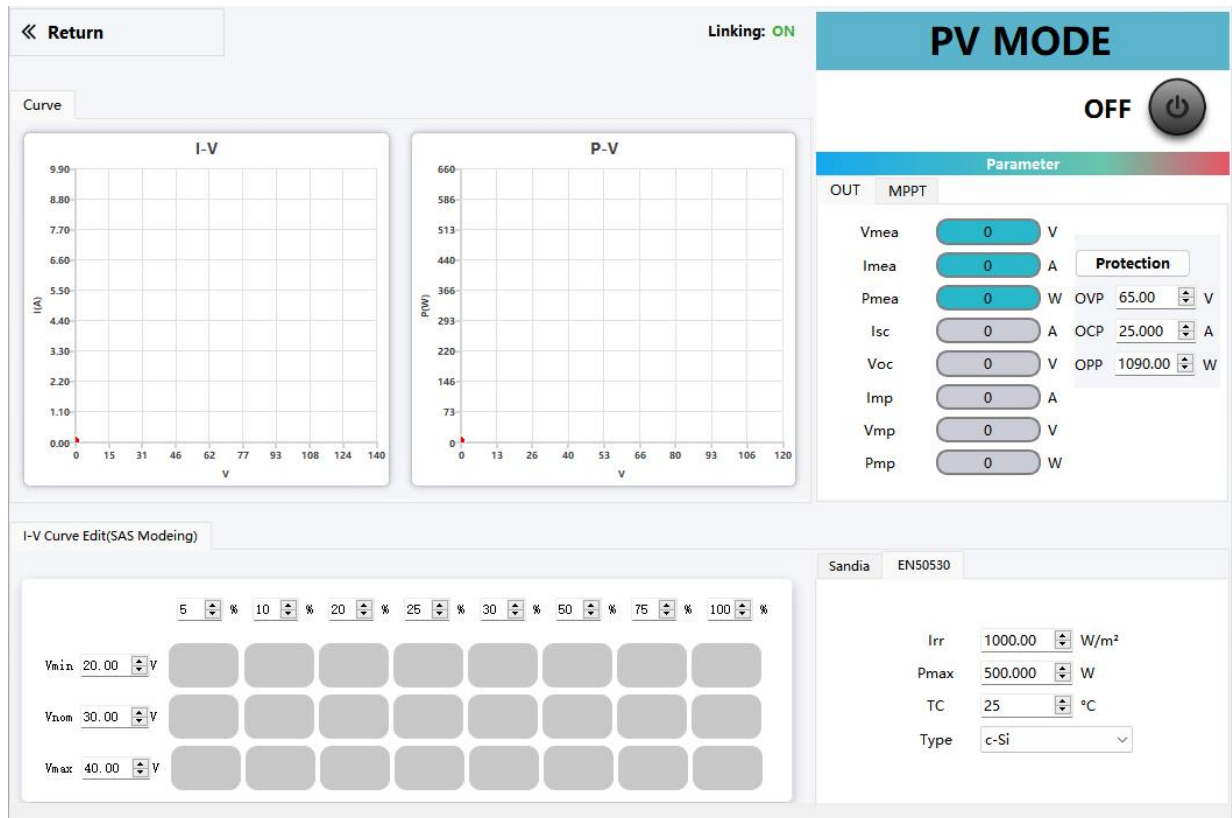 « Return
Linking: ON
PV MODE
OFF
Curve
I-V
9.90
8.80
7.70
6.60
5.50
4.40
3.30
2.20
1.10
0.00
I(A)
0 15 31 46 62 77 93 108 124 140
V
P-V
660
586
513
440
366
293
220
146
73
0
P(W)
0 13 26 40 53 66 80 93 106 120
V
Parameter
OUT MPPT
Vmea 0 V
Imea 0 A
Pmea 0 W
Isc 0 A
Voc 0 V
Imp 0 A
Vmp 0 V
Pmp 0 W
Protection
OVP 65.00 V
OCP 25.000 A
OPP 1090.00 W
I-V Curve Edit(SAS Modeing)
5 % 10 % 20 % 25 % 30 % 50 % 75 % 100 %
Vmin 20.00 V
Vnom 30.00 V
Vmax 40.00 V
Sandia EN50530
Irr 1000.00 W/m²
Pmax 500.000 W
TC 25 °C
Type c-Si